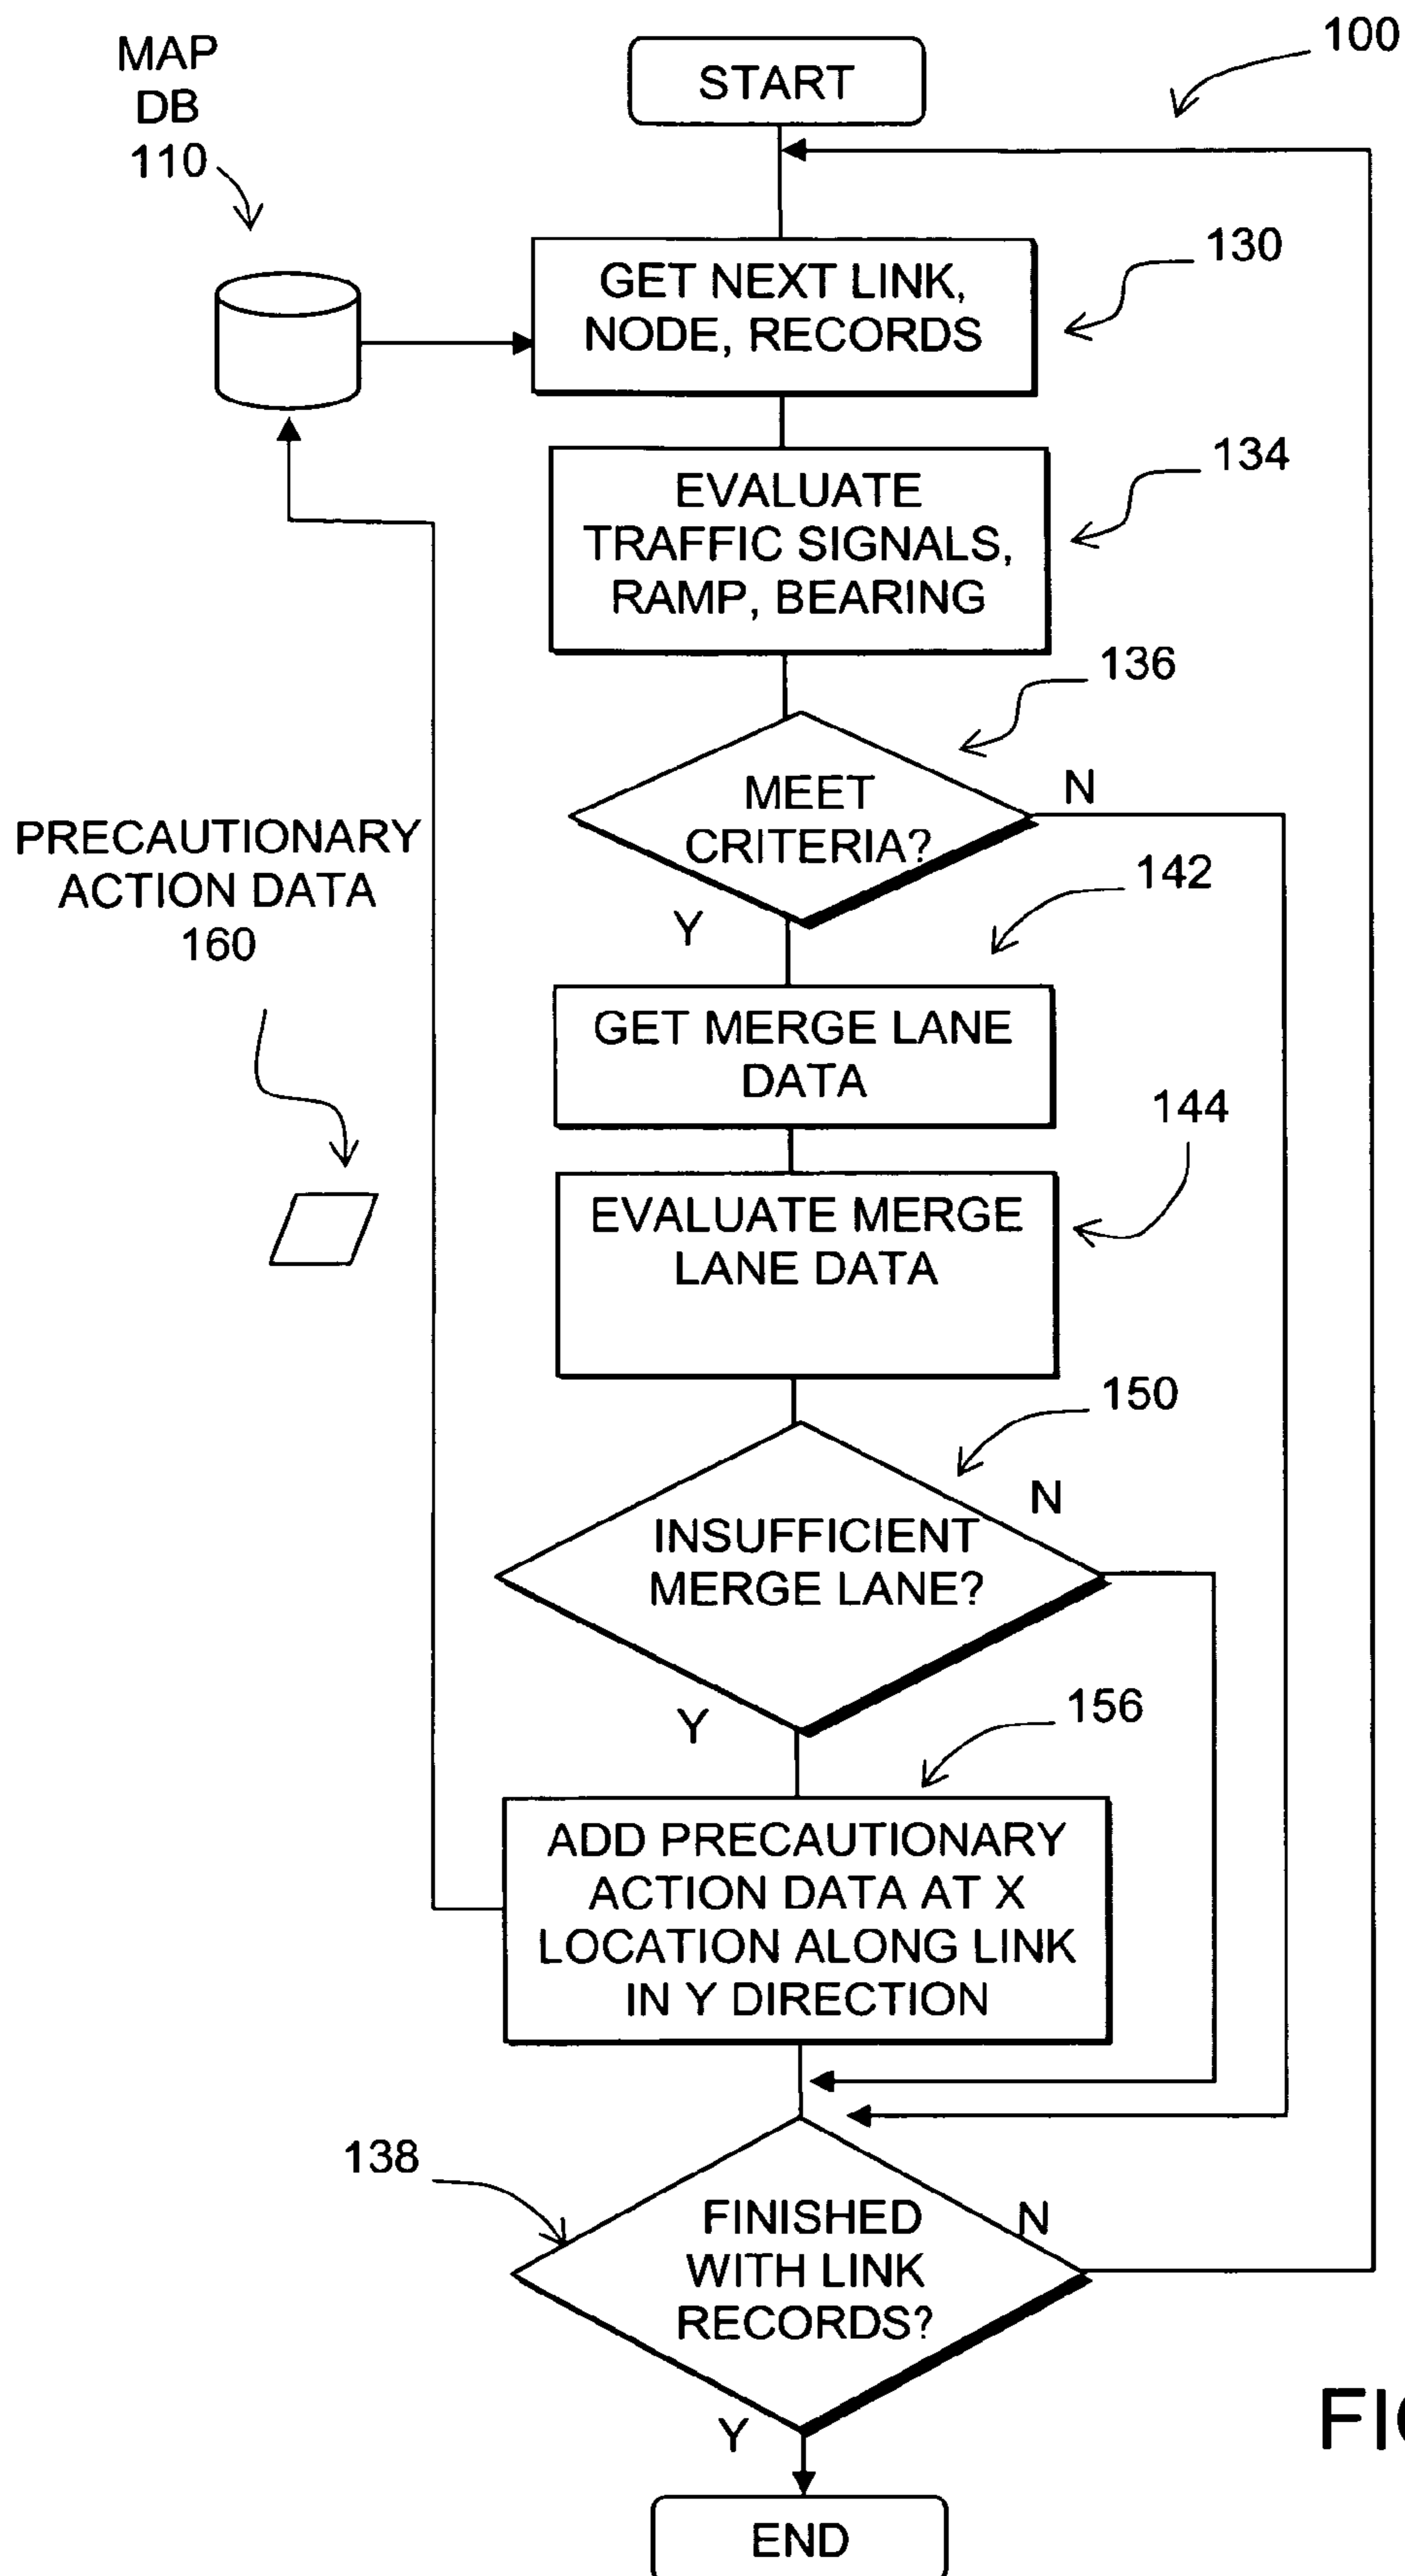 100
MAP
DB
110
START
130
GET NEXT LINK,
NODE, RECORDS
134
EVALUATE
TRAFFIC SIGNALS,
RAMP, BEARING
136
MEET
CRITERIA?
N
Y
PRECAUTIONARY
ACTION DATA
160
142
GET MERGE LANE
DATA
144
EVALUATE MERGE
LANE DATA
150
INSUFFICIENT
MERGE LANE?
N
Y
156
ADD PRECAUTIONARY
ACTION DATA AT X
LOCATION ALONG LINK
IN Y DIRECTION
138
FINISHED
WITH LINK
RECORDS?
N
Y
END